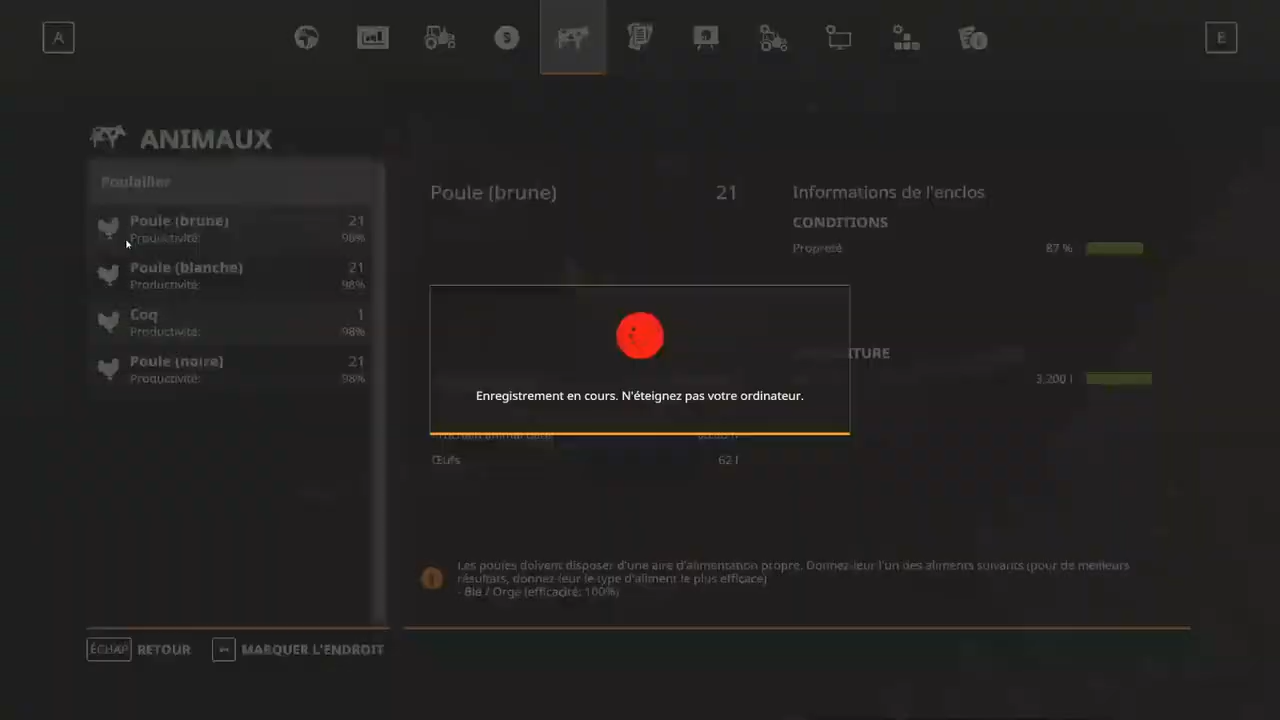 A
$
E
ANIMAUX
Poulailler
Poule (brune) 21
Productivité: 98%
Poule (blanche) 21
Productivité: 98%
Coq 1
Productivité: 98%
Poule (noire) 21
Productivité: 98%
Poule (brune) 21
Informations de l'enclos
CONDITIONS
Propreté 87 %
ITURE
3.200 l
Enregistrement en cours. N'éteignez pas votre ordinateur.
Œufs 62 l
Les poules doivent disposer d'une aire d'alimentation propre. Donnez-leur l'un des aliments suivants (pour de meilleurs
résultats, donnez-leur le type d'aliment le plus efficace)
- Blé / Orge (efficacité: 100%)
ÉCHAP RETOUR MARQUER L'ENDROIT